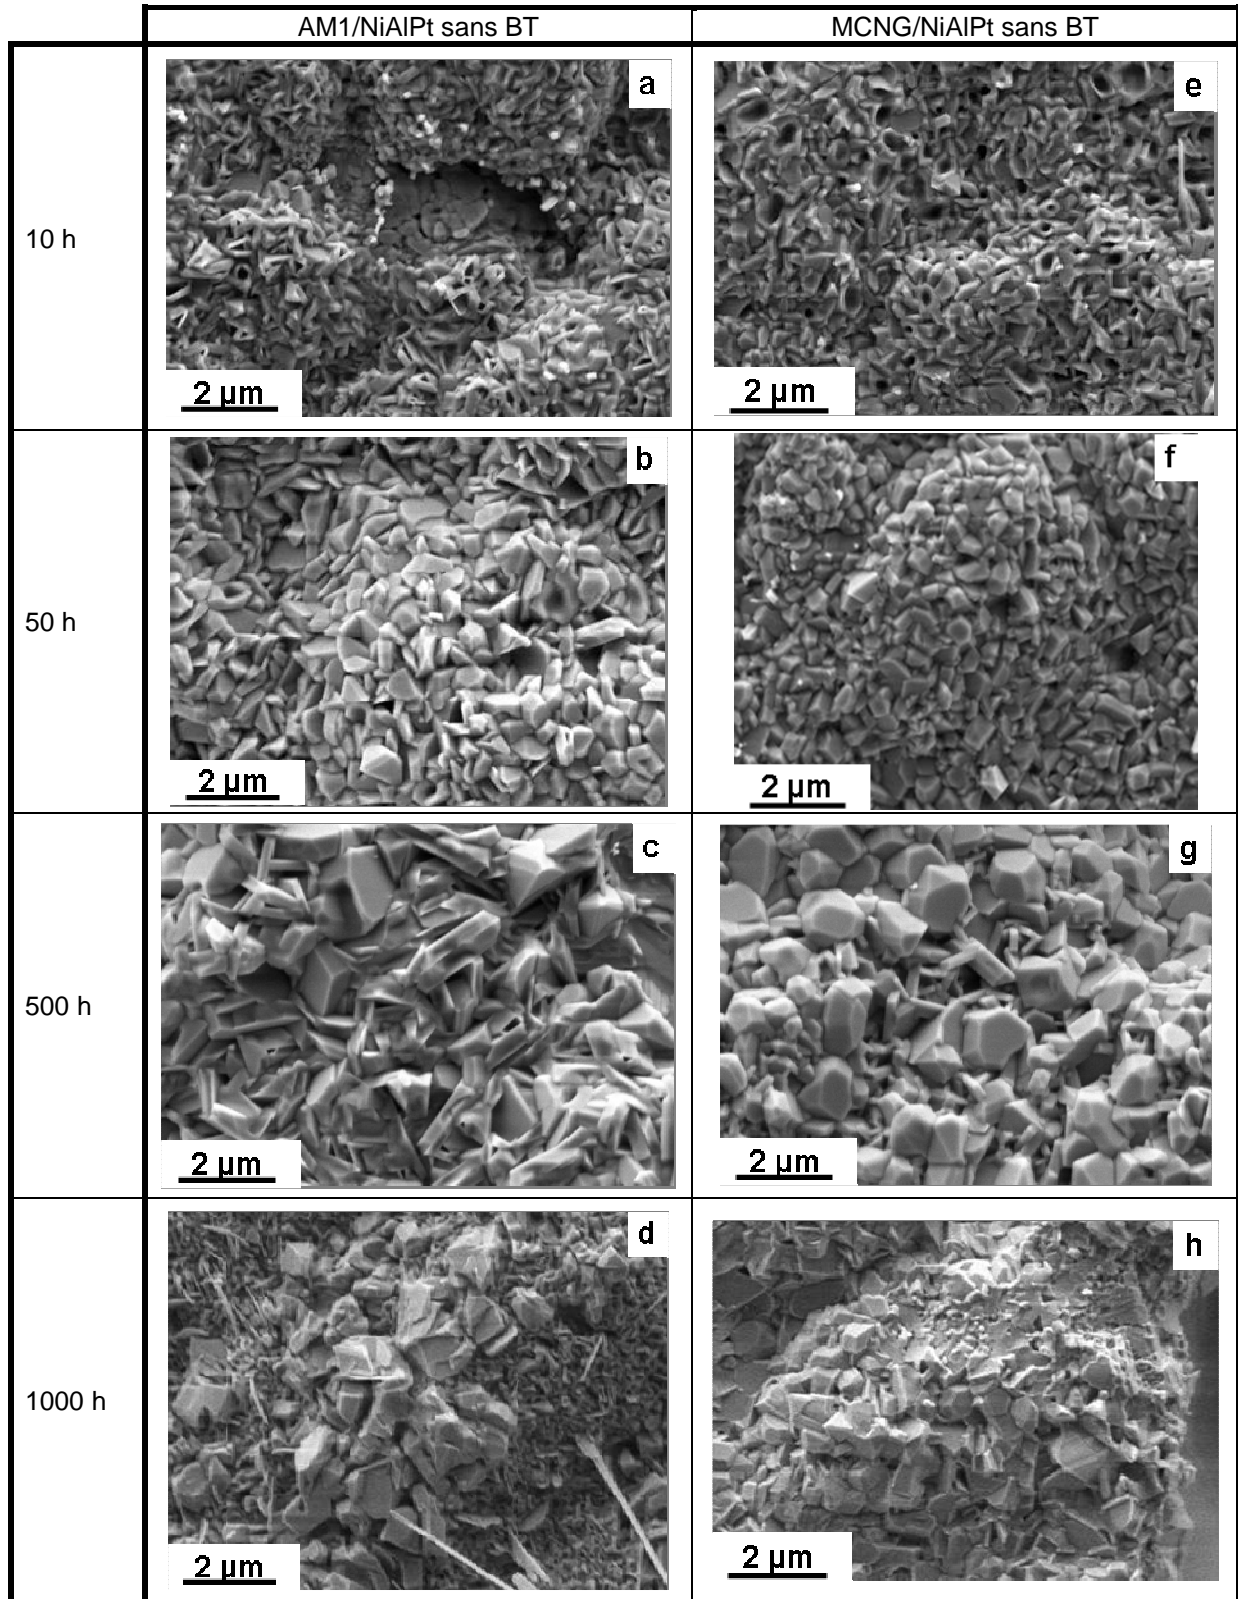 AM1/NiAlPt sans BT
MCNG/NiAlPt sans BT
10 h
a
2 µm
e
2 µm
50 h
b
2 µm
f
2 µm
500 h
c
2 µm
g
2 µm
1000 h
d
2 µm
h
2 µm